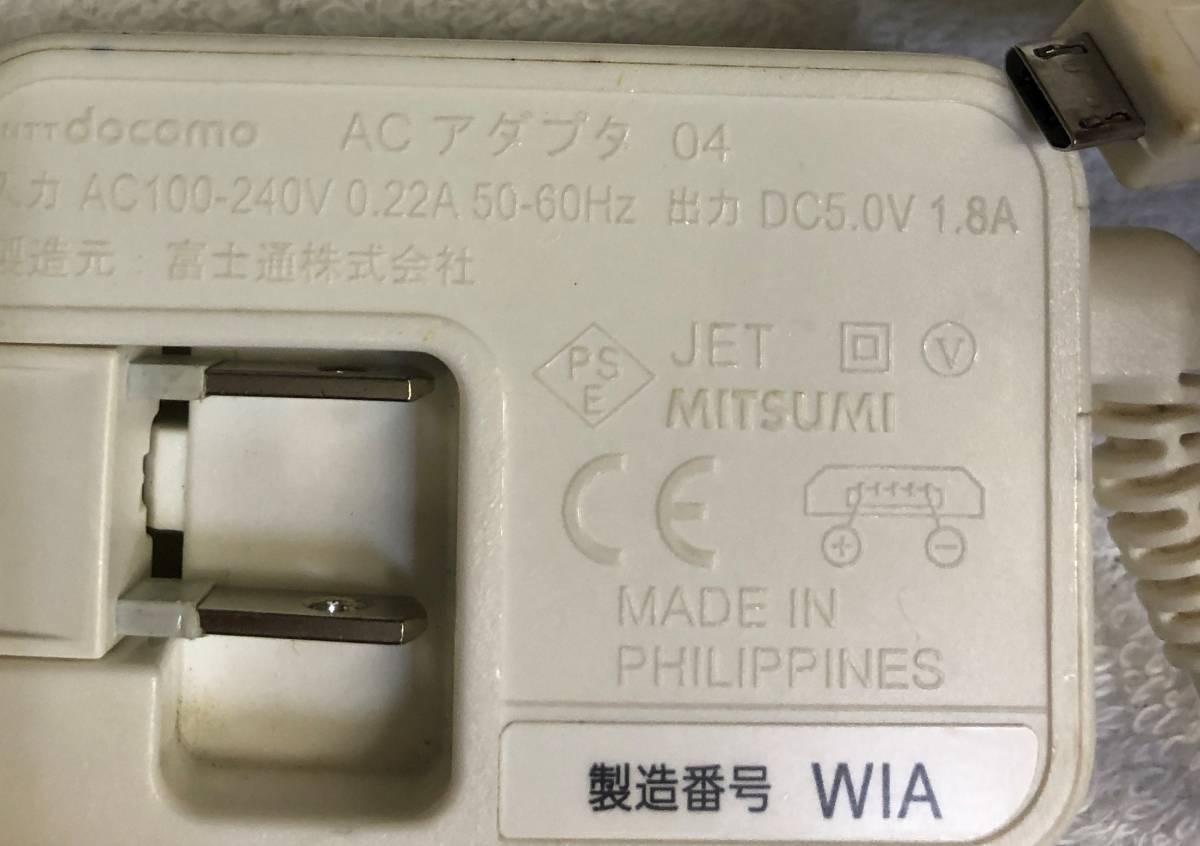 NTT docomo ACアダプタ 04
入力 AC100-240V 0.22A 50-60Hz 出力 DC5.0V 1.8A
製造元 富士通株式会社
PSE JET V
MITSUMI
CE
+ −
MADE IN
PHILIPPINES
製造番号 WIA